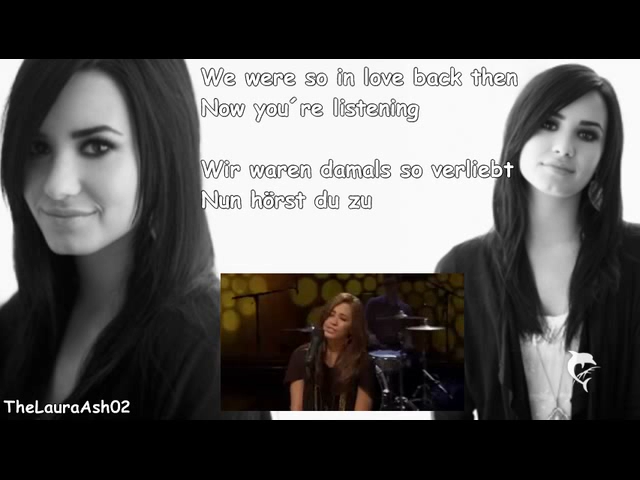 We were so in love back then
Now you´re listening
Wir waren damals so verliebt
Nun hörst du zu
TheLauraAsh02